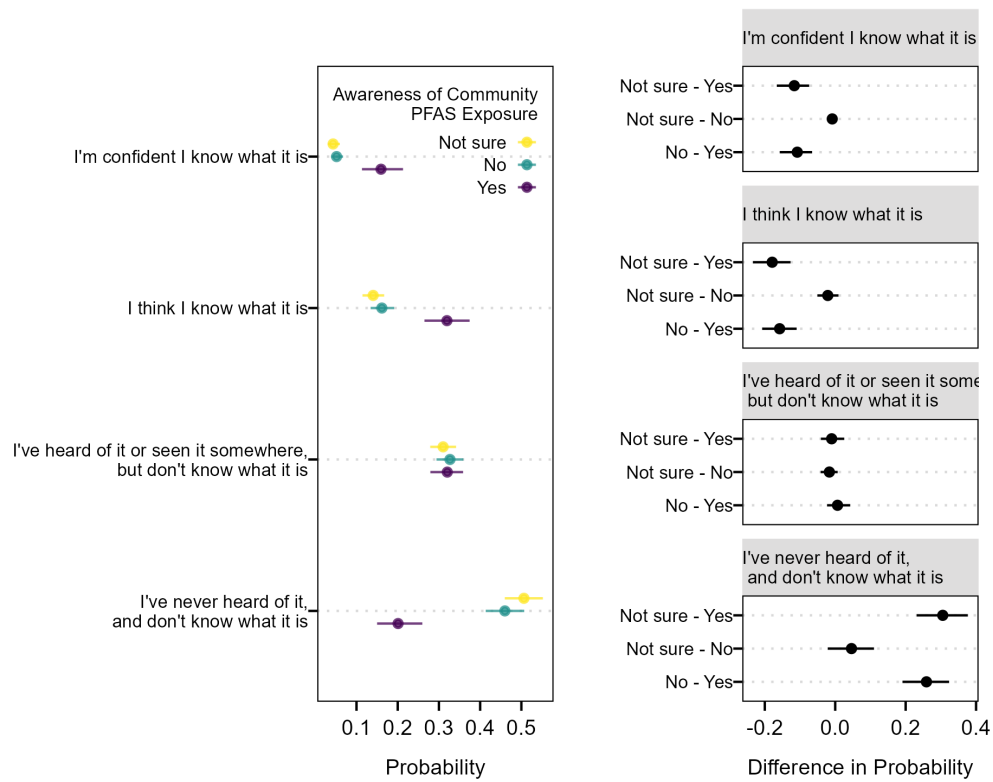 Awareness of Community
PFAS Exposure
Not sure
No
Yes
I'm confident I know what it is
I think I know what it is
I've heard of it or seen it somewhere,
but don't know what it is
I've never heard of it,
and don't know what it is
0.1 0.2 0.3 0.4 0.5
Probability
I'm confident I know what it is
Not sure - Yes
Not sure - No
No - Yes
I think I know what it is
Not sure - Yes
Not sure - No
No - Yes
I've heard of it or seen it some
but don't know what it is
Not sure - Yes
Not sure - No
No - Yes
I've never heard of it,
and don't know what it is
Not sure - Yes
Not sure - No
No - Yes
-0.2 0.0 0.2 0.4
Difference in Probability